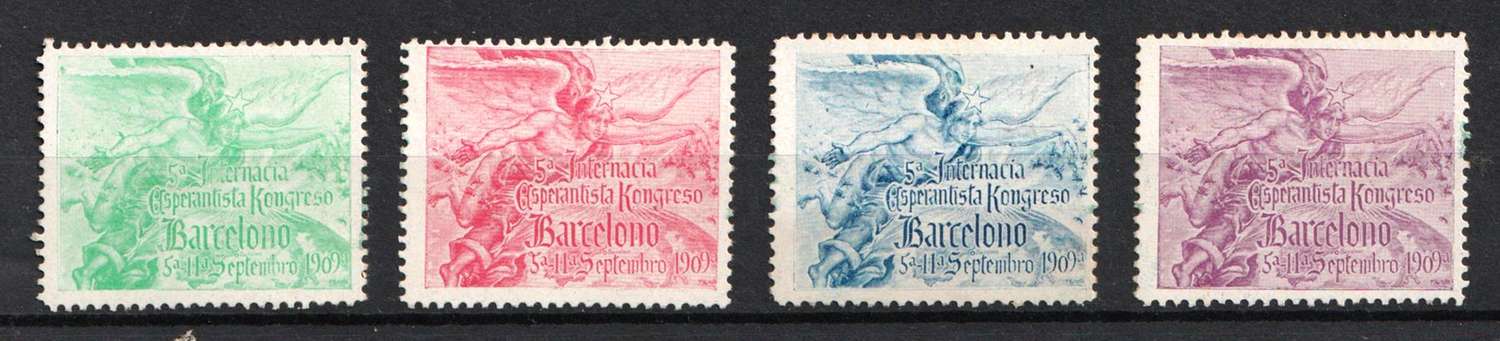 5ª Internacia
Esperantista Kongreso
Barcelono
5ª-11ª Septembro 1909ª
5ª Internacia
Esperantista Kongreso
Barcelono
5ª-11ª Septembro 1909ª
5ª Internacia
Esperantista Kongreso
Barcelono
5ª-11ª Septembro 1909ª
5ª Internacia
Esperantista Kongreso
Barcelono
5ª-11ª Septembro 1909ª